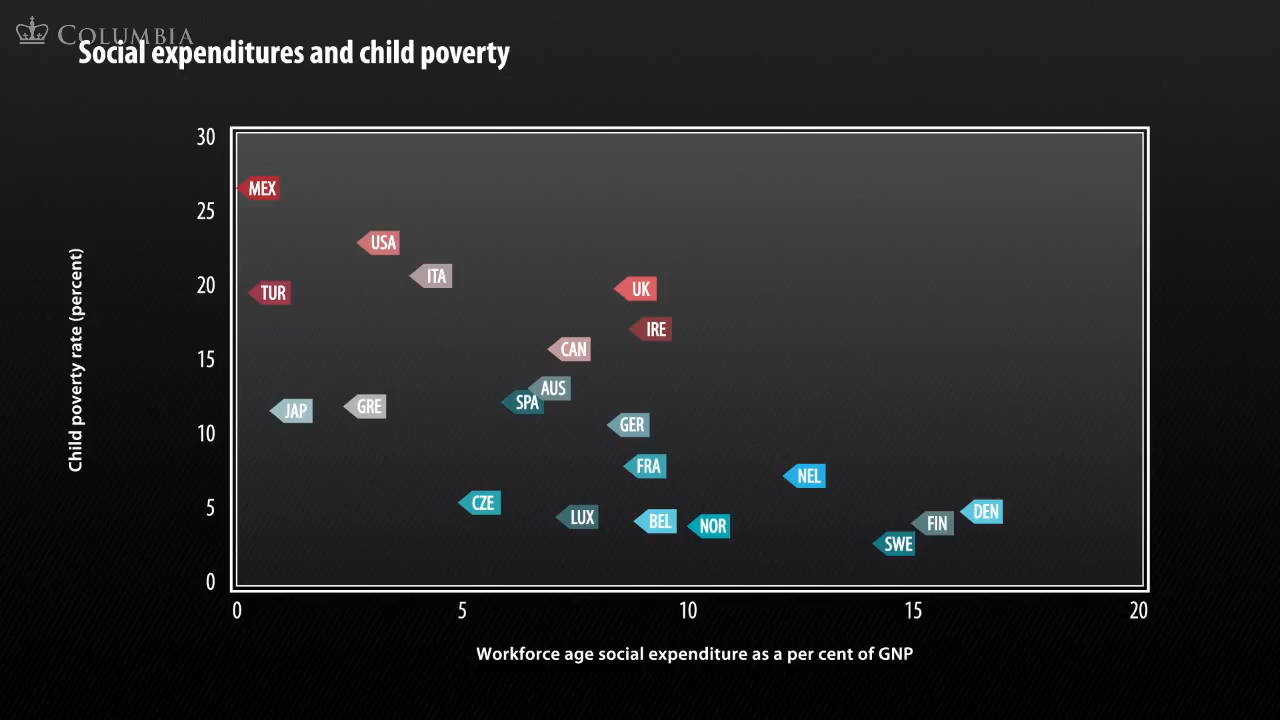 COLUMBIA
Social expenditures and child poverty
30
MEX
25
USA
ITA
20
TUR
UK
IRE
15
CAN
AUS
SPA
JAP
GRE
10
GER
FRA
NEL
5
CZE
LUX
BEL
NOR
DEN
FIN
SWE
0
0 5 10 15 20
Child poverty rate (percent)
Workforce age social expenditure as a per cent of GNP